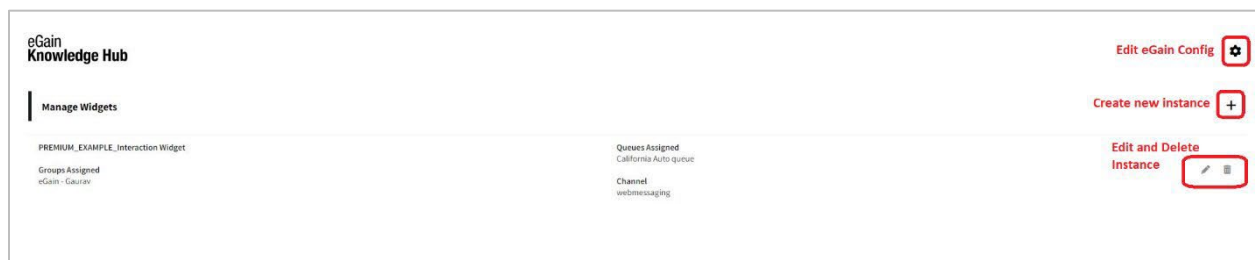 eGain
Knowledge Hub
Edit eGain Config
Manage Widgets
Create new instance
PREMIUM_EXAMPLE_Interaction Widget
Groups Assigned
eGain - Gaurav
Queues Assigned
California Auto queue
Channel
webmessaging
Edit and Delete
Instance